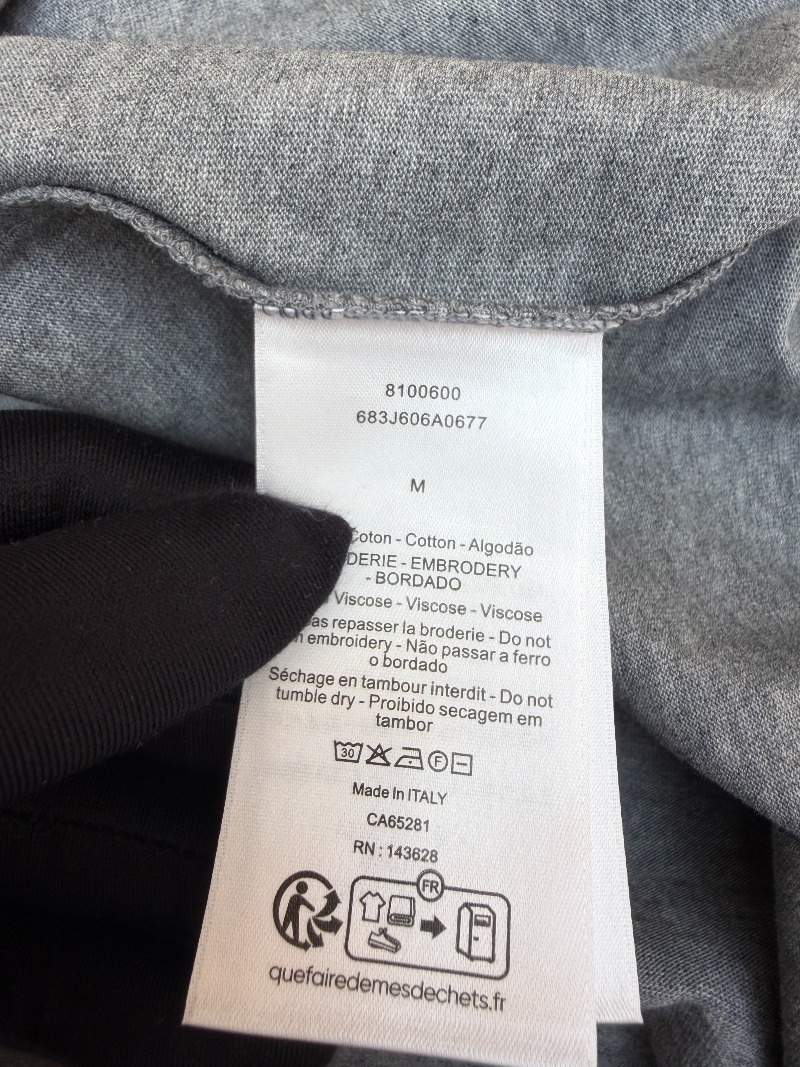 8100600
683J606A0677
M
Coton - Cotton - Algodão
DERIE - EMBRODERY
- BORDADO
Viscose - Viscose - Viscose
pas repasser la broderie - Do not
embroidery - Não passar a ferro
o bordado
Séchage en tambour interdit - Do not
tumble dry - Proibido secagem em
tambor
30 F
Made In ITALY
CA65281
RN : 143628
FR
quefairedemesdechets.fr